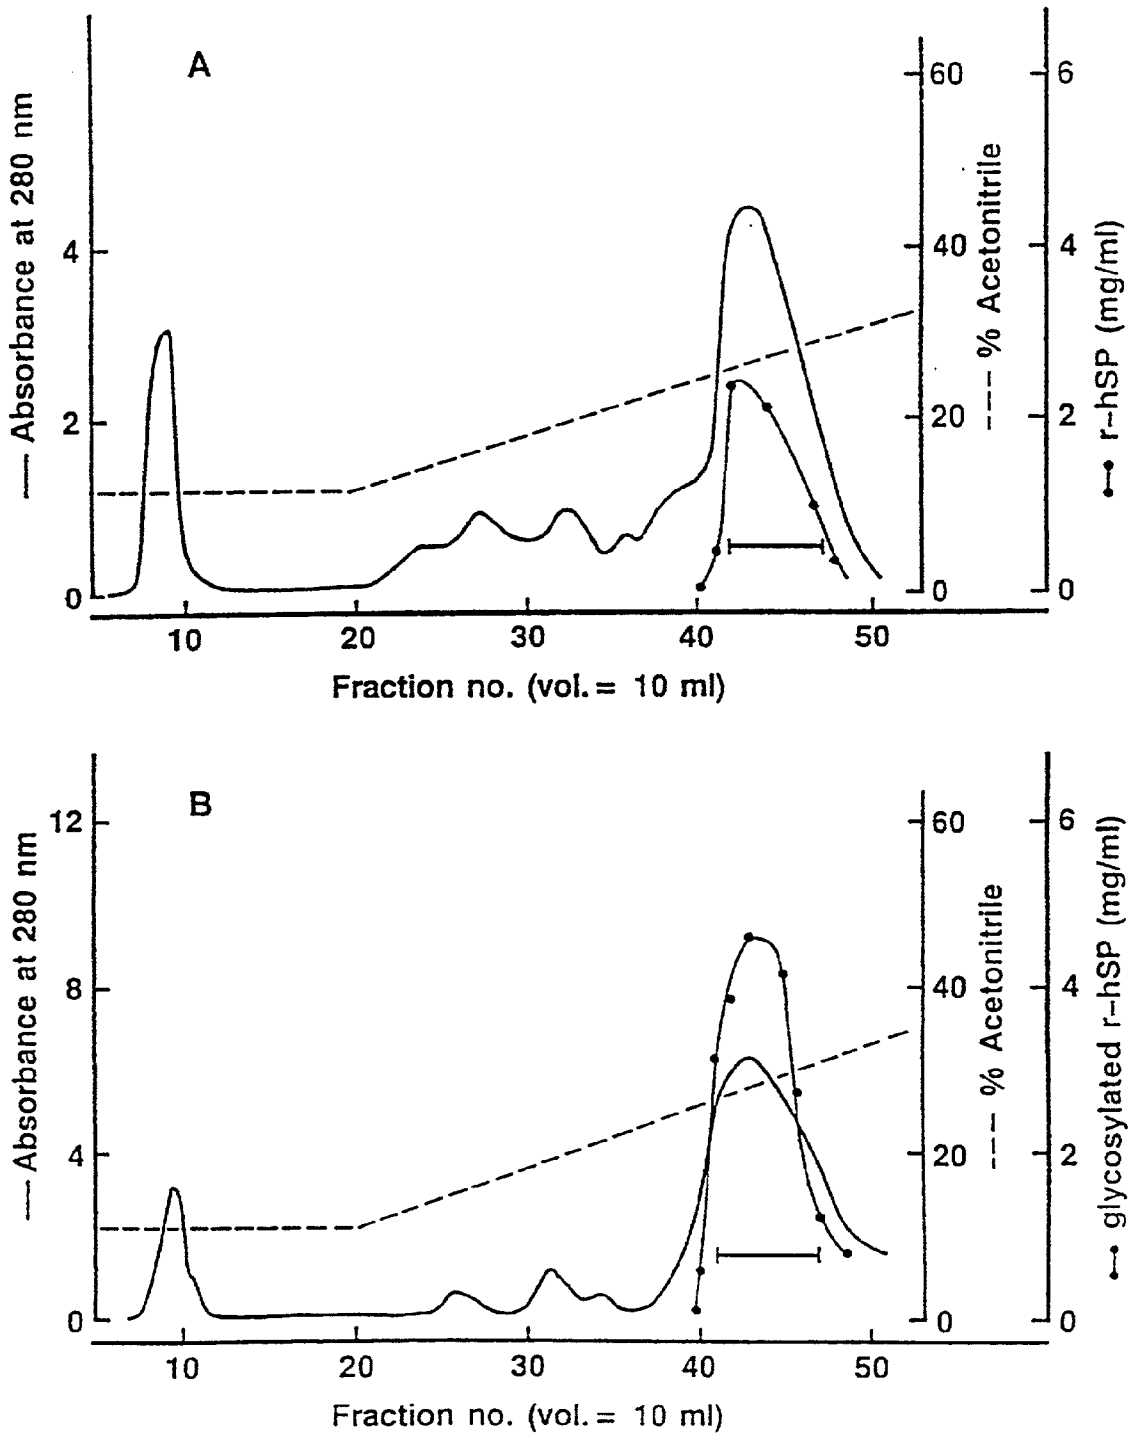 A
Absorbance at 280 nm
4
2
0
60
40
20
0
% Acetonitrile
6
4
2
0
r-hSP (mg/ml)
10 20 30 40 50
Fraction no. (vol. = 10 ml)
B
Absorbance at 280 nm
12
8
4
0
60
40
20
0
% Acetonitrile
6
4
2
0
glycosylated r-hSP (mg/ml)
10 20 30 40 50
Fraction no. (vol. = 10 ml)